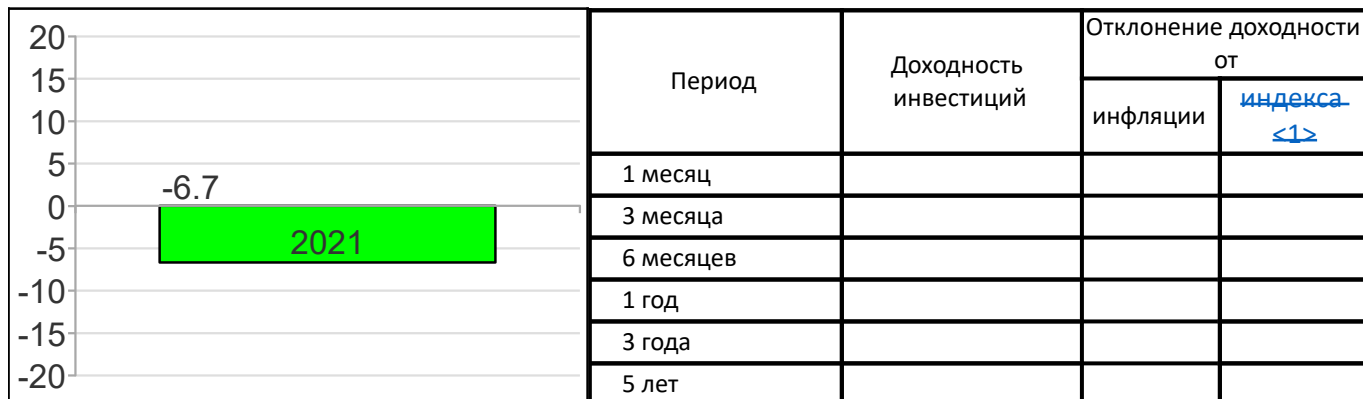 20
15
10
5
0
-5
-10
-15
-20
-6.7
2021
Период
Доходность
инвестиций
Отклонение доходности
от
инфляции
индекса
<1>
1 месяц
3 месяца
6 месяцев
1 год
3 года
5 лет